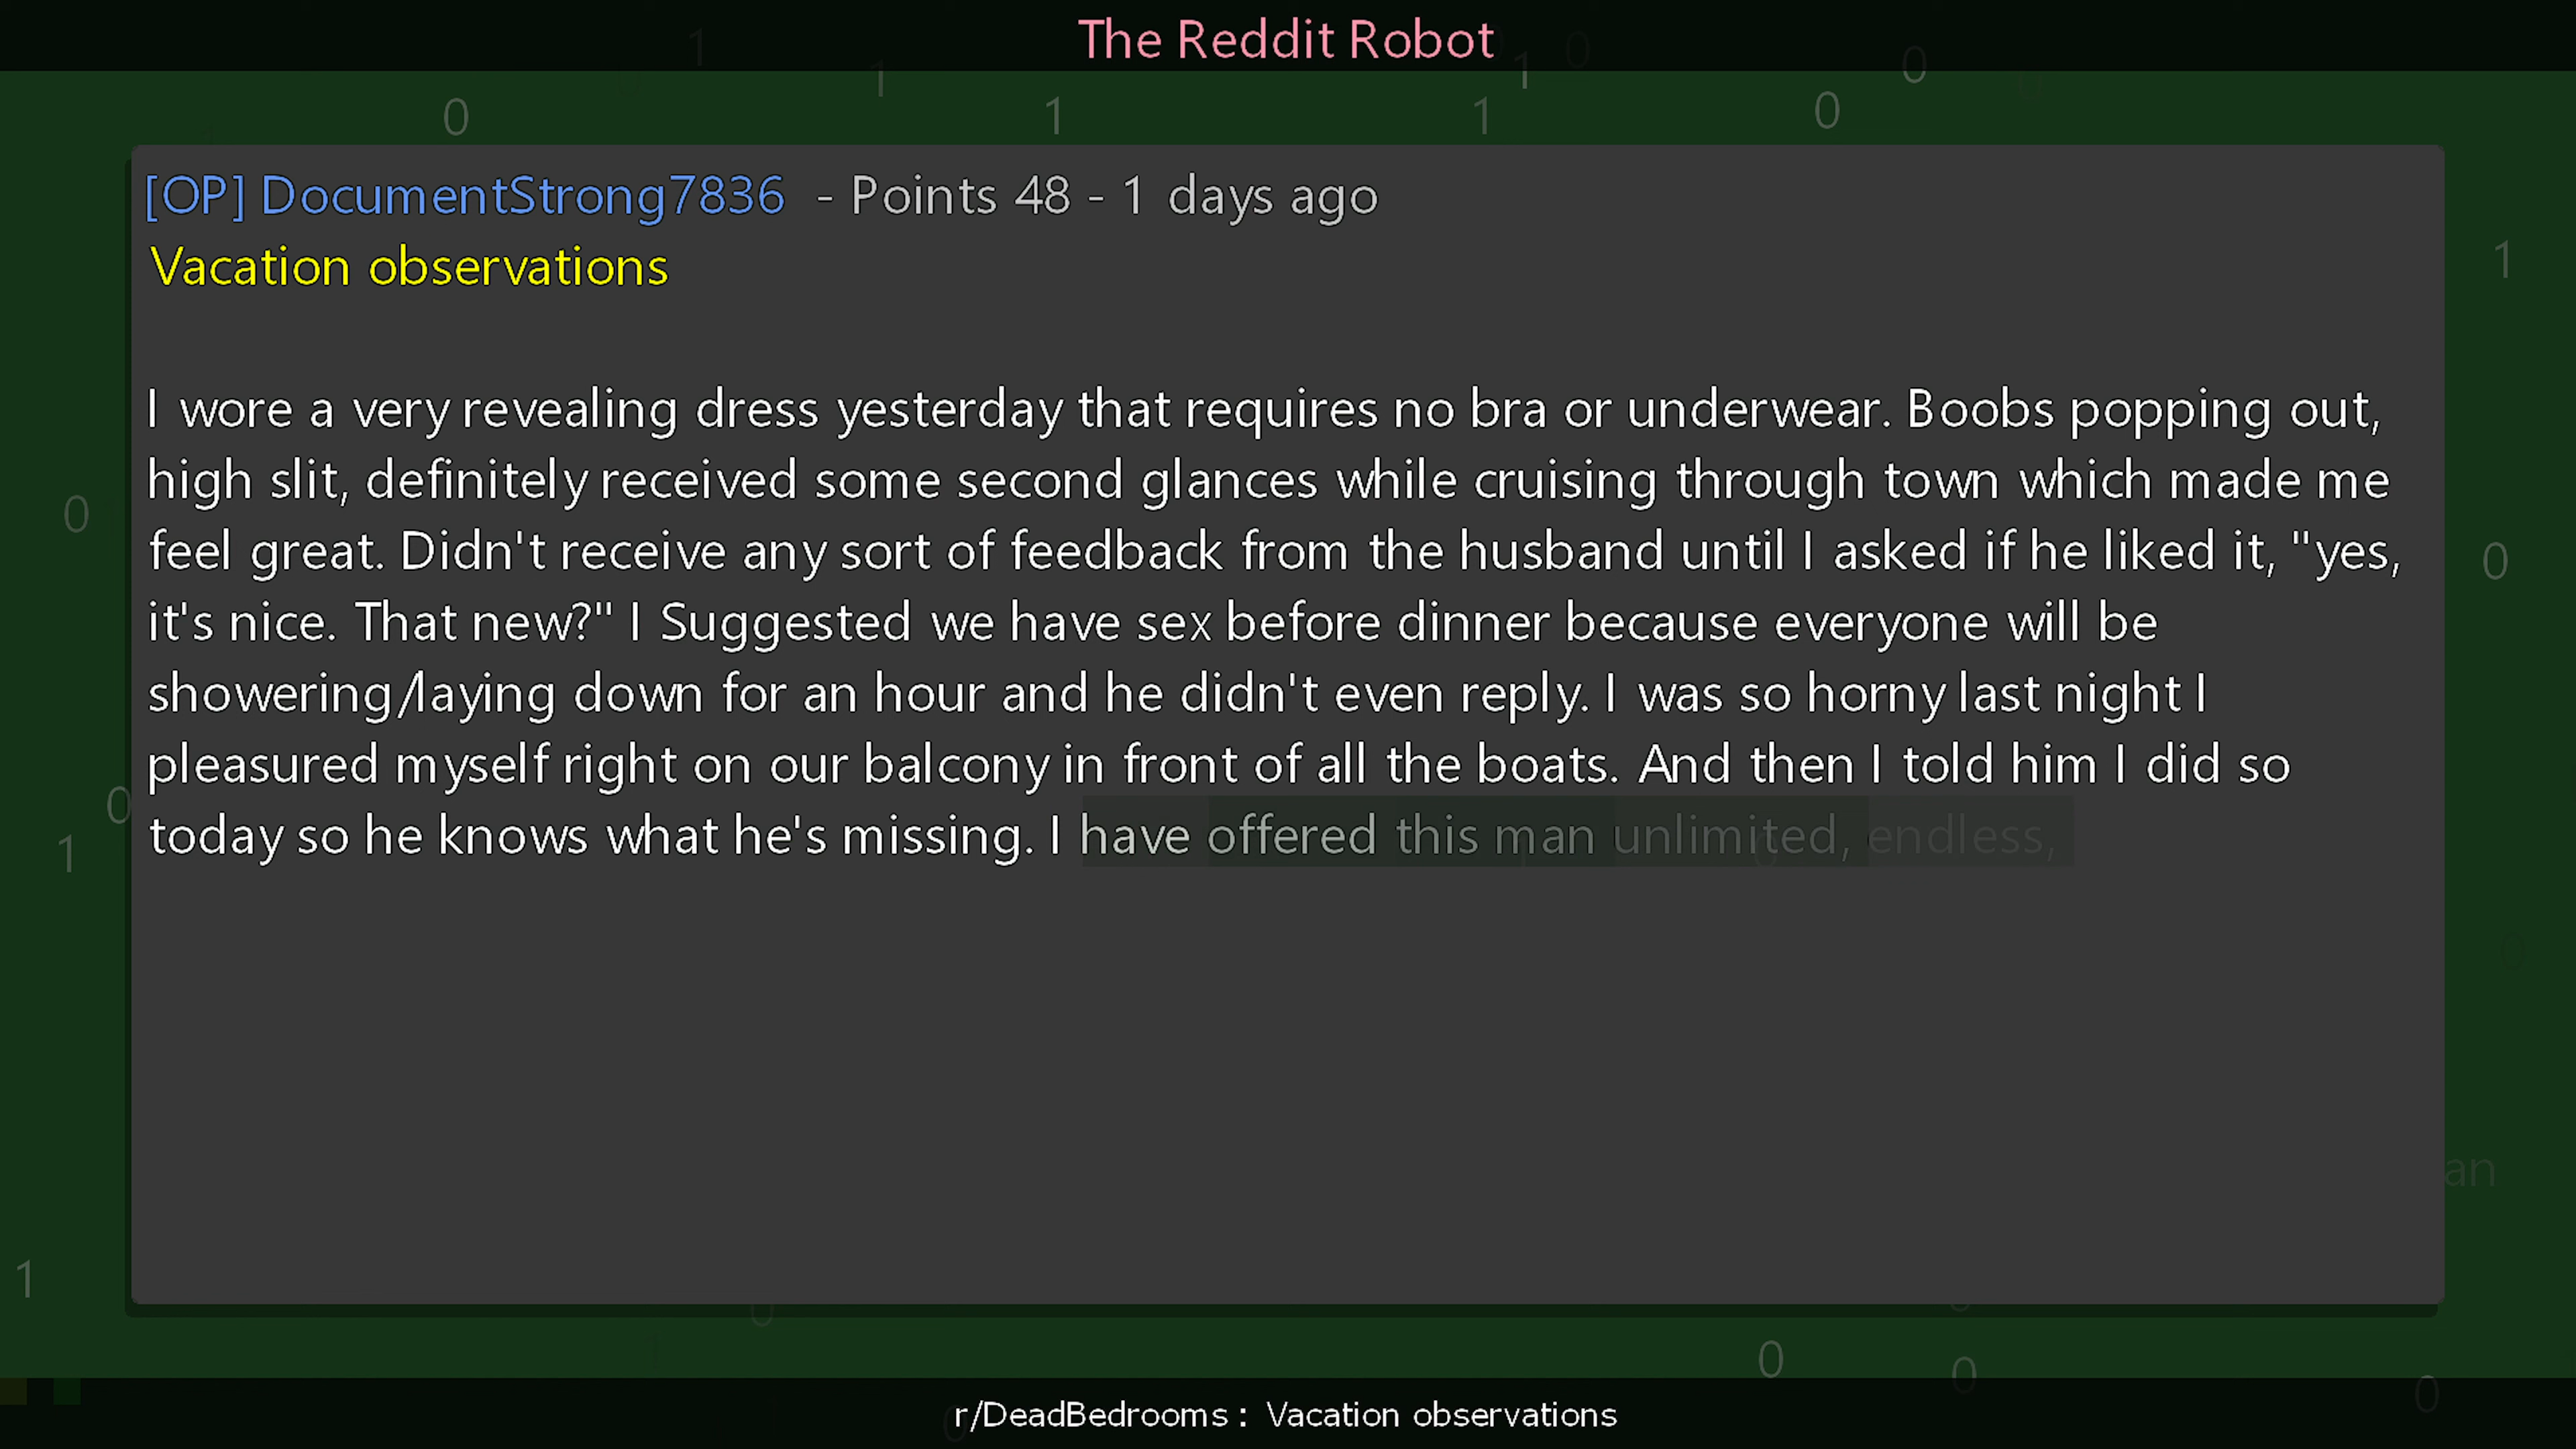 The Reddit Robot
[OP] DocumentStrong7836 - Points 48 - 1 days ago
Vacation observations
I wore a very revealing dress yesterday that requires no bra or underwear. Boobs popping out,
high slit, definitely received some second glances while cruising through town which made me
feel great. Didn't receive any sort of feedback from the husband until I asked if he liked it, "yes,
it's nice. That new?" I Suggested we have sex before dinner because everyone will be
showering/laying down for an hour and he didn't even reply. I was so horny last night I
pleasured myself right on our balcony in front of all the boats. And then I told him I did so
today so he knows what he's missing. I have offered this man unlimited, endless,
r/DeadBedrooms : Vacation observations